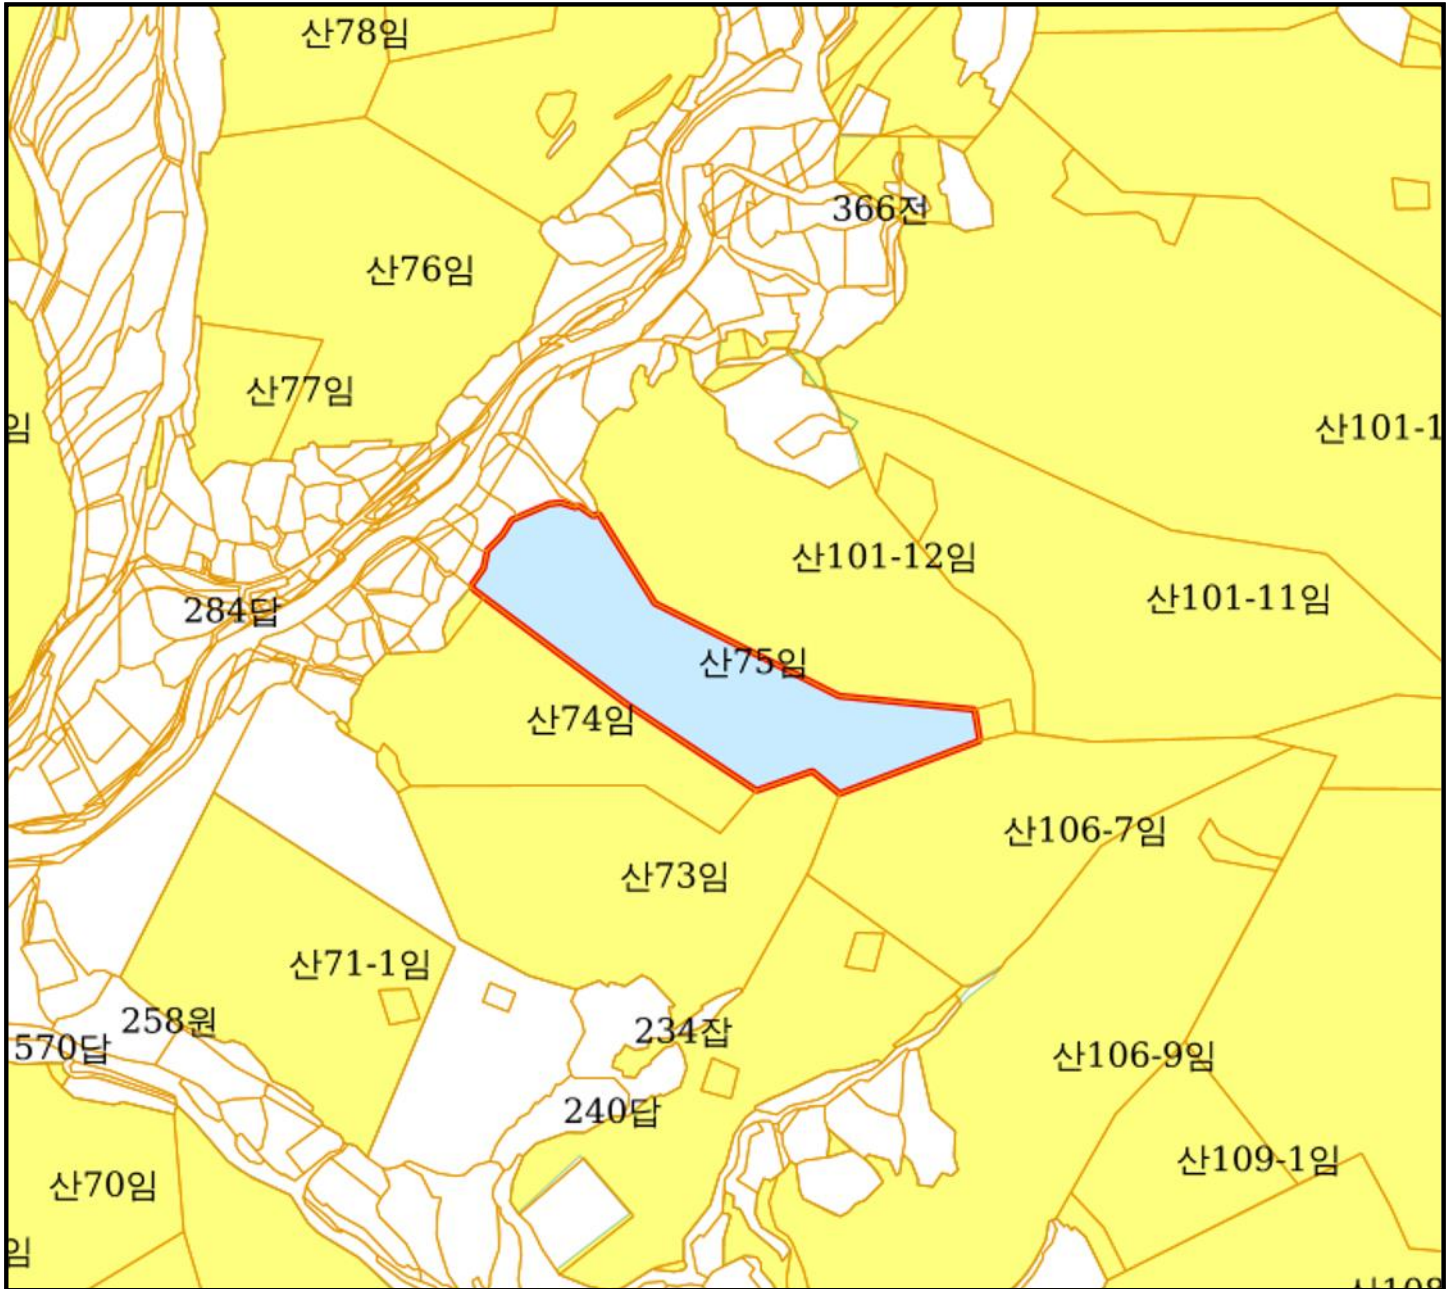 산78임
366전
산76임
산77임
임
산101-1
산101-12임
산101-11임
284답
산75임
산74임
산106-7임
산73임
산71-1임
258원
234잡
570답
산106-9임
240답
산109-1임
산70임
임